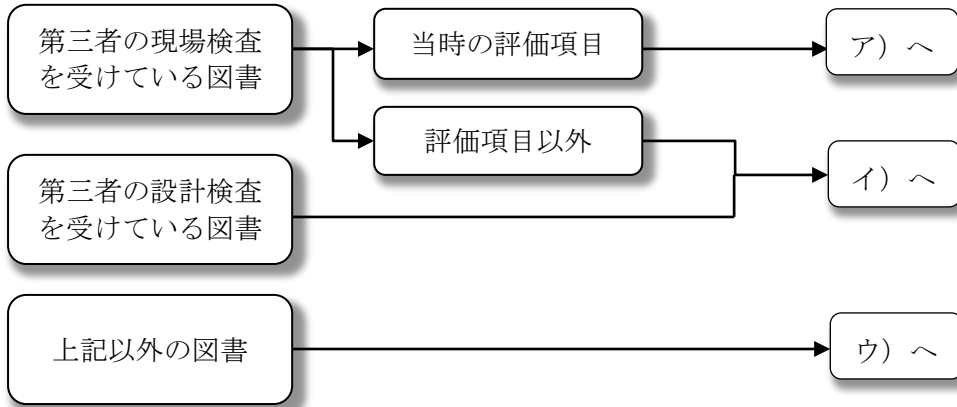 第三者の現場検査
を受けている図書
当時の評価項目
ア）へ
評価項目以外
イ）へ
第三者の設計検査
を受けている図書
上記以外の図書
ウ）へ